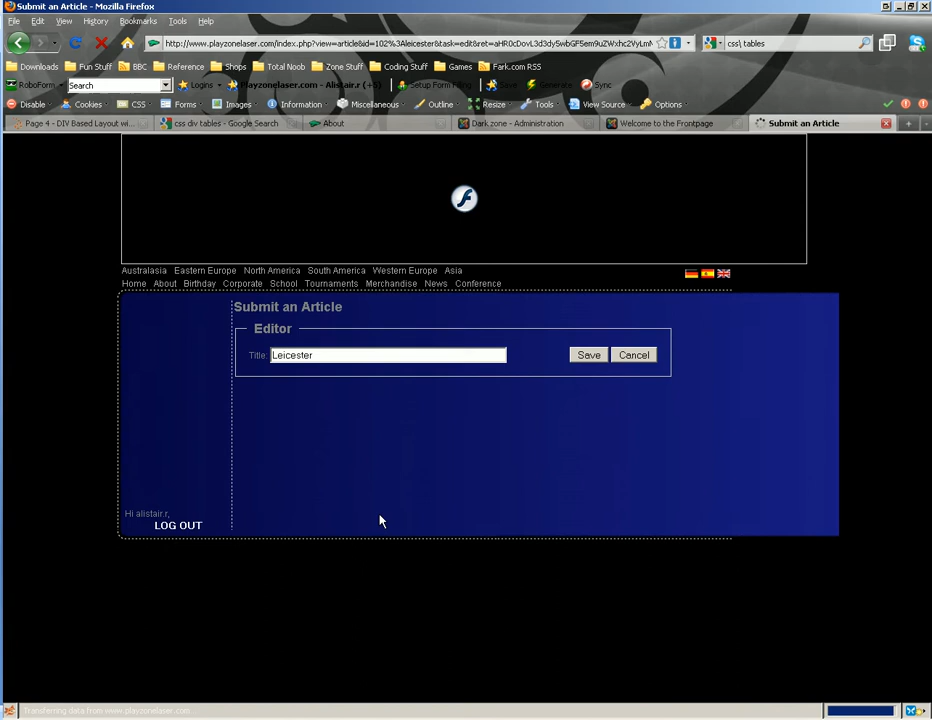 Submit an Article - Mozilla Firefox
File Edit View History Bookmarks Tools Help
css\ tables
Downloads Fun Stuff BBC Reference Shops Total Noob Zone Stuff Coding Stuff Games Fark.com RSS
RoboForm Search Logins Playzonelaser.com - Alistair.r (+5) Setup Form Filling Save Generate Sync
Disable Cookies CSS Forms Images Information Miscellaneous Outline Resize Tools View Source Options
Page 4 - DIV Based Layout wi... css div tables - Google Search About Dark zone - Administration Welcome to the Frontpage Submit an Article
Australasia Eastern Europe North America South America Western Europe Asia
Home About Birthday Corporate School Tournaments Merchandise News Conference
Submit an Article
Editor
Title: Leicester Save Cancel
Hi alistair.r,
LOG OUT
Transferring data from www.playzonelaser.com...